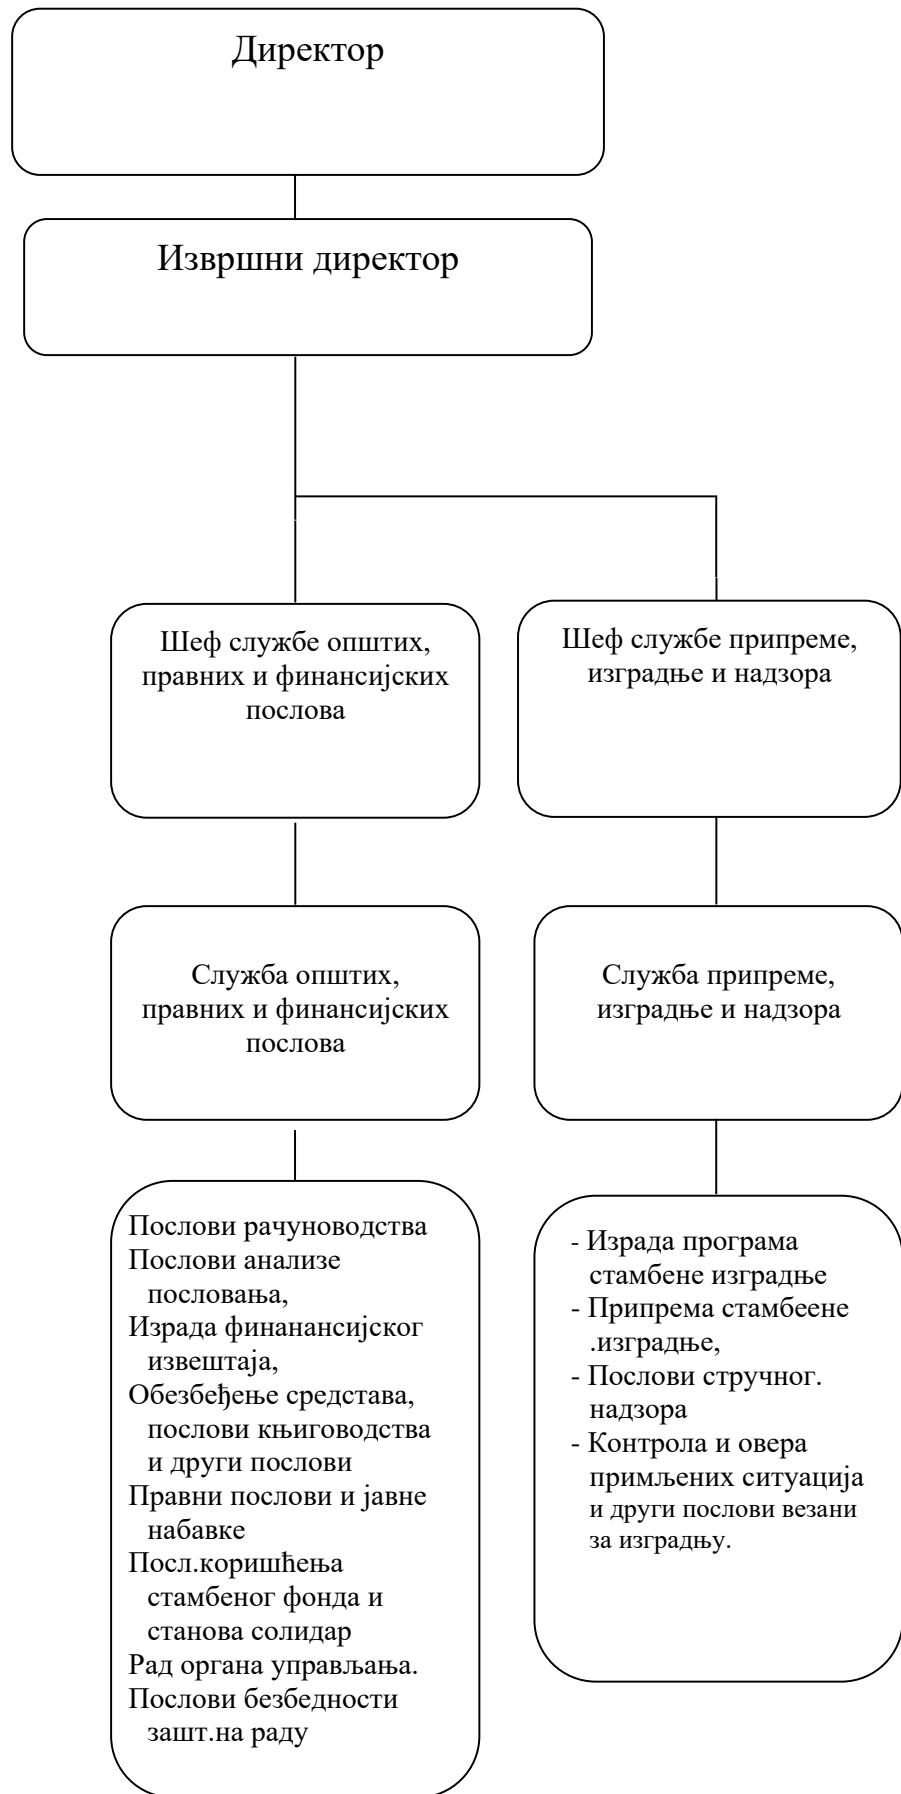 Директор
Извршни директор
Шеф службе општих,
правних и финансијских
послова
Шеф службе припреме,
изградње и надзора
Служба општих,
правних и финансијских
послова
Служба припреме,
изградње и надзора
Послови рачуноводства
Послови анализе
пословања,
Израда финанансијског
извештаја,
Обезбеђење средстава,
послови књиговодства
и други послови
Правни послови и јавне
набавке
Посл.коришћења
стамбеног фонда и
станова солидар
Рад органа управљања.
Послови безбедности
зашт.на раду
- Израда програма
стамбене изградње
- Припрема стамбеене
.изградње,
- Послови стручног.
надзора
- Контрола и овера
примљених ситуација
и други послови везани
за изградњу.